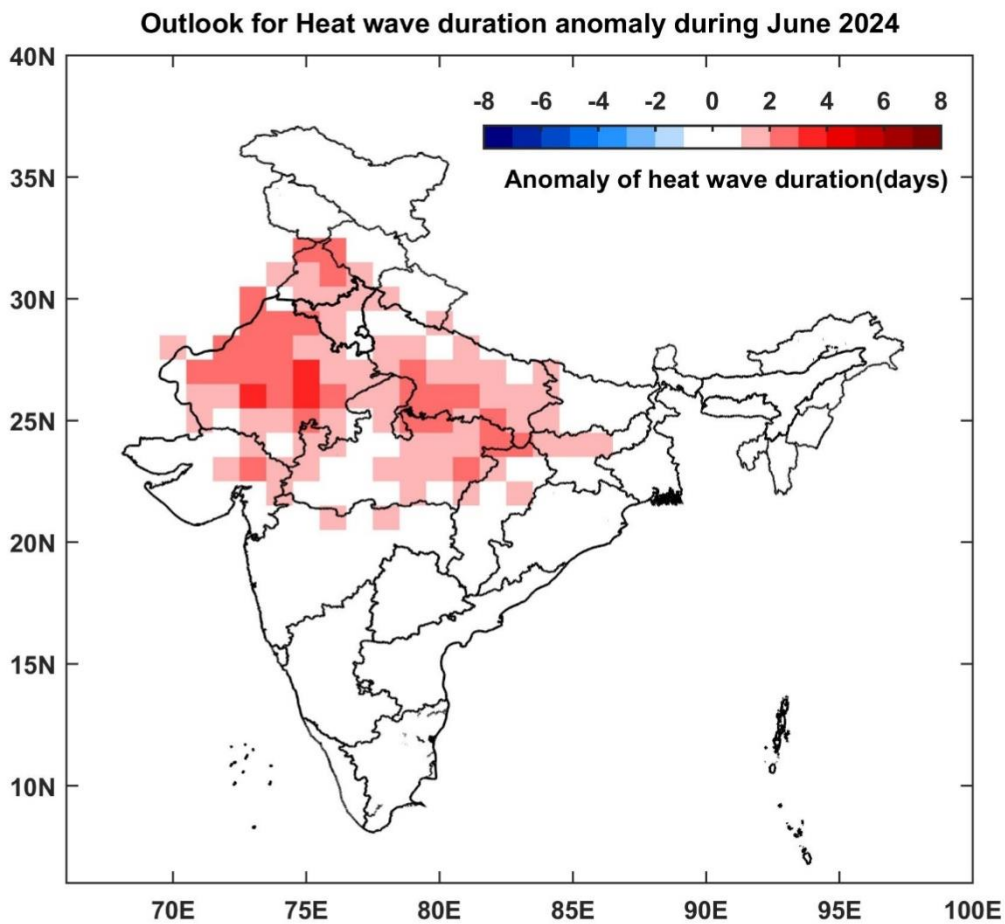 Outlook for Heat wave duration anomaly during June 2024
40N
-8 -6 -4 -2 0 2 4 6 8
Anomaly of heat wave duration(days)
35N
30N
25N
20N
15N
10N
70E 75E 80E 85E 90E 95E 100E